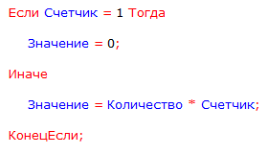 Если Счетчик = 1 Тогда
Значение = 0;
Иначе
Значение = Количество * Счетчик;
КонецЕсли;